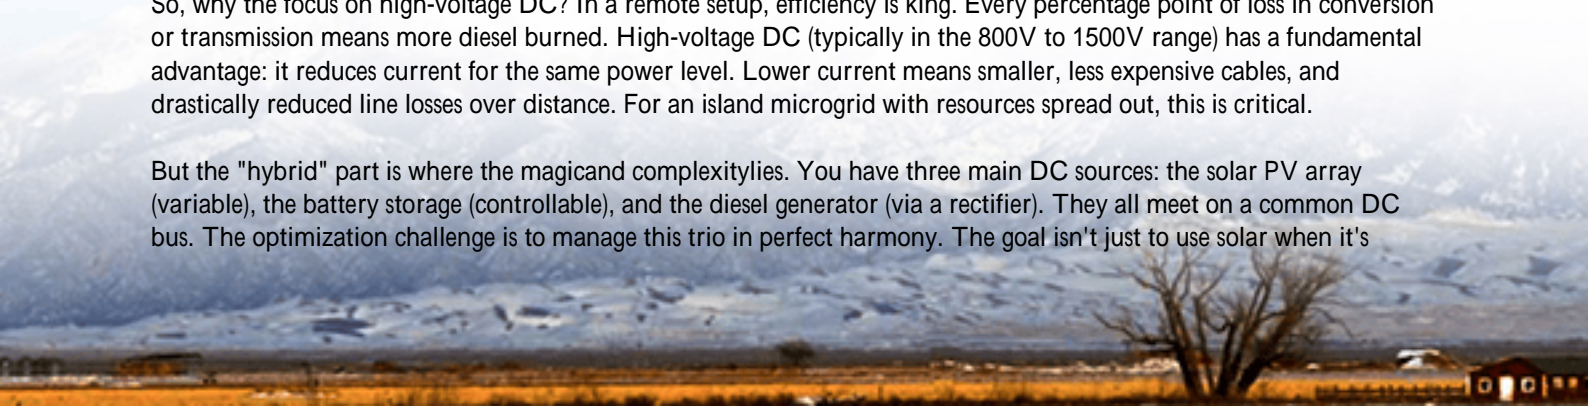 So, why the focus on high-voltage DC? In a remote setup, efficiency is king. Every percentage point of loss in conversion
or transmission means more diesel burned. High-voltage DC (typically in the 800V to 1500V range) has a fundamental
advantage: it reduces current for the same power level. Lower current means smaller, less expensive cables, and
drastically reduced line losses over distance. For an island microgrid with resources spread out, this is critical.
But the "hybrid" part is where the magicand complexitylies. You have three main DC sources: the solar PV array
(variable), the battery storage (controllable), and the diesel generator (via a rectifier). They all meet on a common DC
bus. The optimization challenge is to manage this trio in perfect harmony. The goal isn't just to use solar when it's